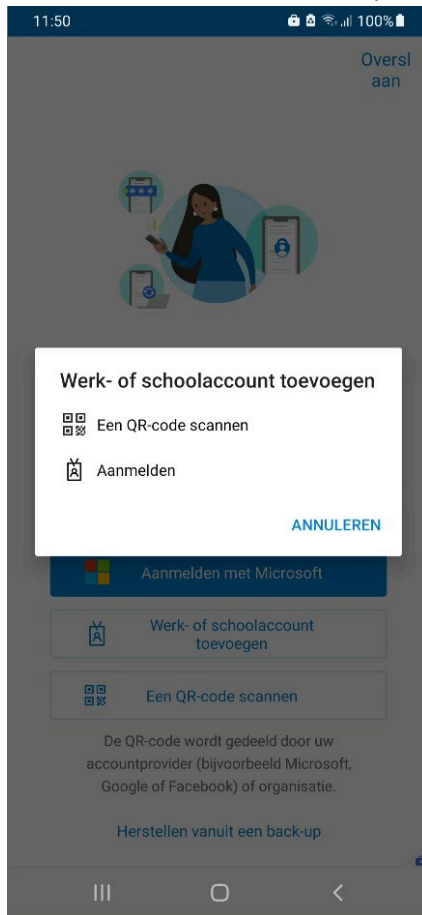 11:50 100%
Oversl
aan
Werk- of schoolaccount toevoegen
Een QR-code scannen
Aanmelden
ANNULEREN
Aanmelden met Microsoft
Werk- of schoolaccount
toevoegen
Een QR-code scannen
De QR-code wordt gedeeld door uw
accountprovider (bijvoorbeeld Microsoft,
Google of Facebook) of organisatie.
Herstellen vanuit een back-up